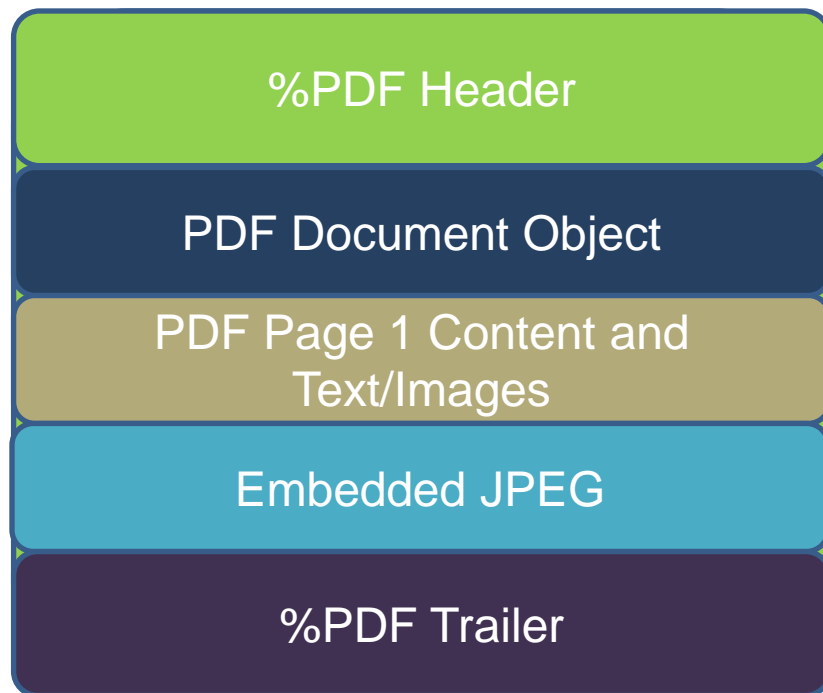 %PDF Header
PDF Document Object
PDF Page 1 Content and
Text/Images
Embedded JPEG
%PDF Trailer